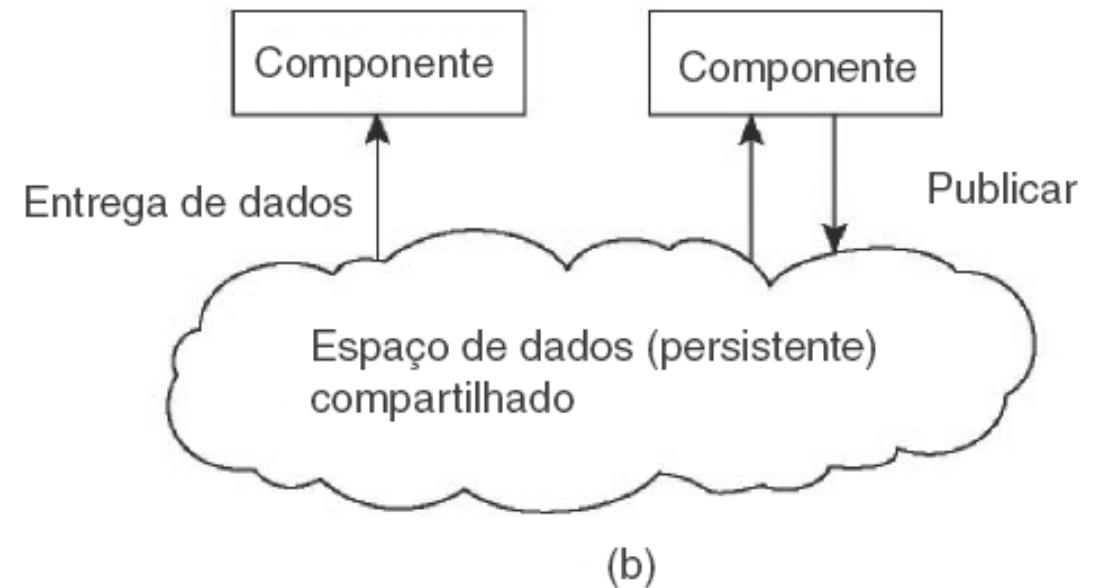 Componente
Componente
Entrega de dados
Publicar
Espaço de dados (persistente)
compartilhado
(b)